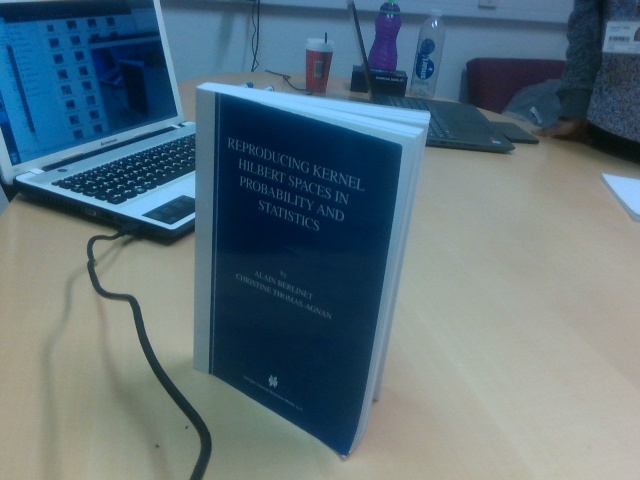 REPRODUCING KERNEL
HILBERT SPACES IN
PROBABILITY AND
STATISTICS
by
ALAIN BERLINET
CHRISTINE THOMAS-AGNAN